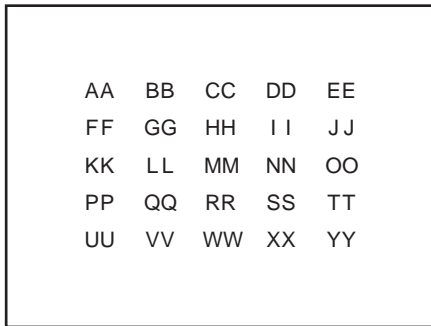 AA BB CC DD EE
FF GG HH II JJ
KK LL MM NN OO
PP QQ RR SS TT
UU VV WW XX YY